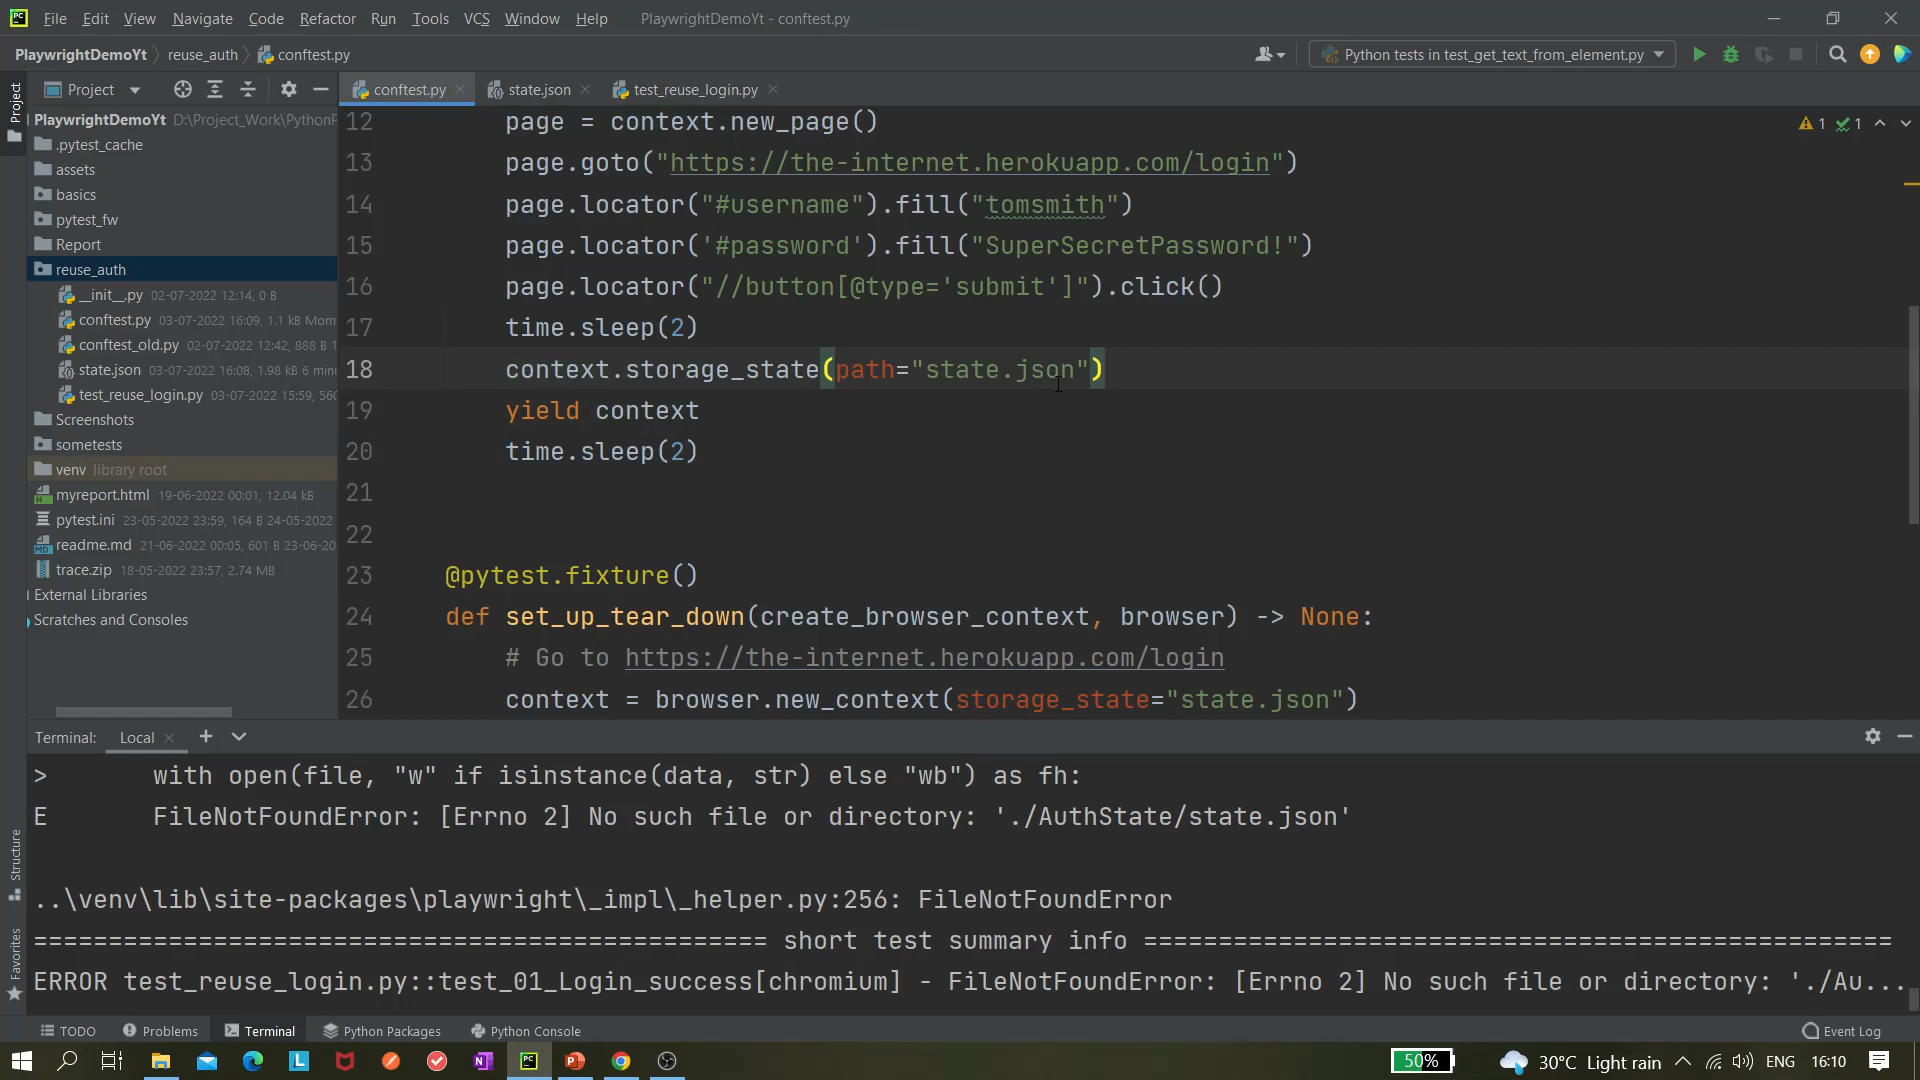 File Edit View Navigate Code Refactor Run Tools VCS Window Help PlaywrightDemoYt - conftest.py
PlaywrightDemoYt reuse_auth conftest.py Python tests in test_get_text_from_element.py
Project
Project
conftest.py state.json test_reuse_login.py
PlaywrightDemoYt D:\Project_Work\PythonP
.pytest_cache
assets
basics
pytest_fw
Report
reuse_auth
__init__.py 02-07-2022 12:14, 0 B
conftest.py 03-07-2022 16:09, 1.1 kB Mom
conftest_old.py 02-07-2022 12:42, 888 B 1
state.json 03-07-2022 16:08, 1.98 kB 6 minu
test_reuse_login.py 03-07-2022 15:59, 560
Screenshots
sometests
venv library root
myreport.html 19-06-2022 00:01, 12.04 kB
pytest.ini 23-05-2022 23:59, 164 B 24-05-2022
readme.md 21-06-2022 00:05, 601 B 23-06-20
trace.zip 18-05-2022 23:57, 2.74 MB
External Libraries
Scratches and Consoles
1 1
12 page = context.new_page()
13 page.goto("https://the-internet.herokuapp.com/login")
14 page.locator("#username").fill("tomsmith")
15 page.locator('#password').fill("SuperSecretPassword!")
16 page.locator("//button[@type='submit']").click()
17 time.sleep(2)
18 context.storage_state(path="state.json")
19 yield context
20 time.sleep(2)
21
22
23 @pytest.fixture()
24 def set_up_tear_down(create_browser_context, browser) -> None:
25 # Go to https://the-internet.herokuapp.com/login
26 context = browser.new_context(storage_state="state.json")
Terminal: Local
> with open(file, "w" if isinstance(data, str) else "wb") as fh:
E FileNotFoundError: [Errno 2] No such file or directory: './AuthState/state.json'
..\venv\lib\site-packages\playwright\_impl\_helper.py:256: FileNotFoundError
================================================= short test summary info ==================================================
ERROR test_reuse_login.py::test_01_Login_success[chromium] - FileNotFoundError: [Errno 2] No such file or directory: './Au...
Structure
Favorites
TODO Problems Terminal Python Packages Python Console Event Log
50% 30°C Light rain ENG 16:10